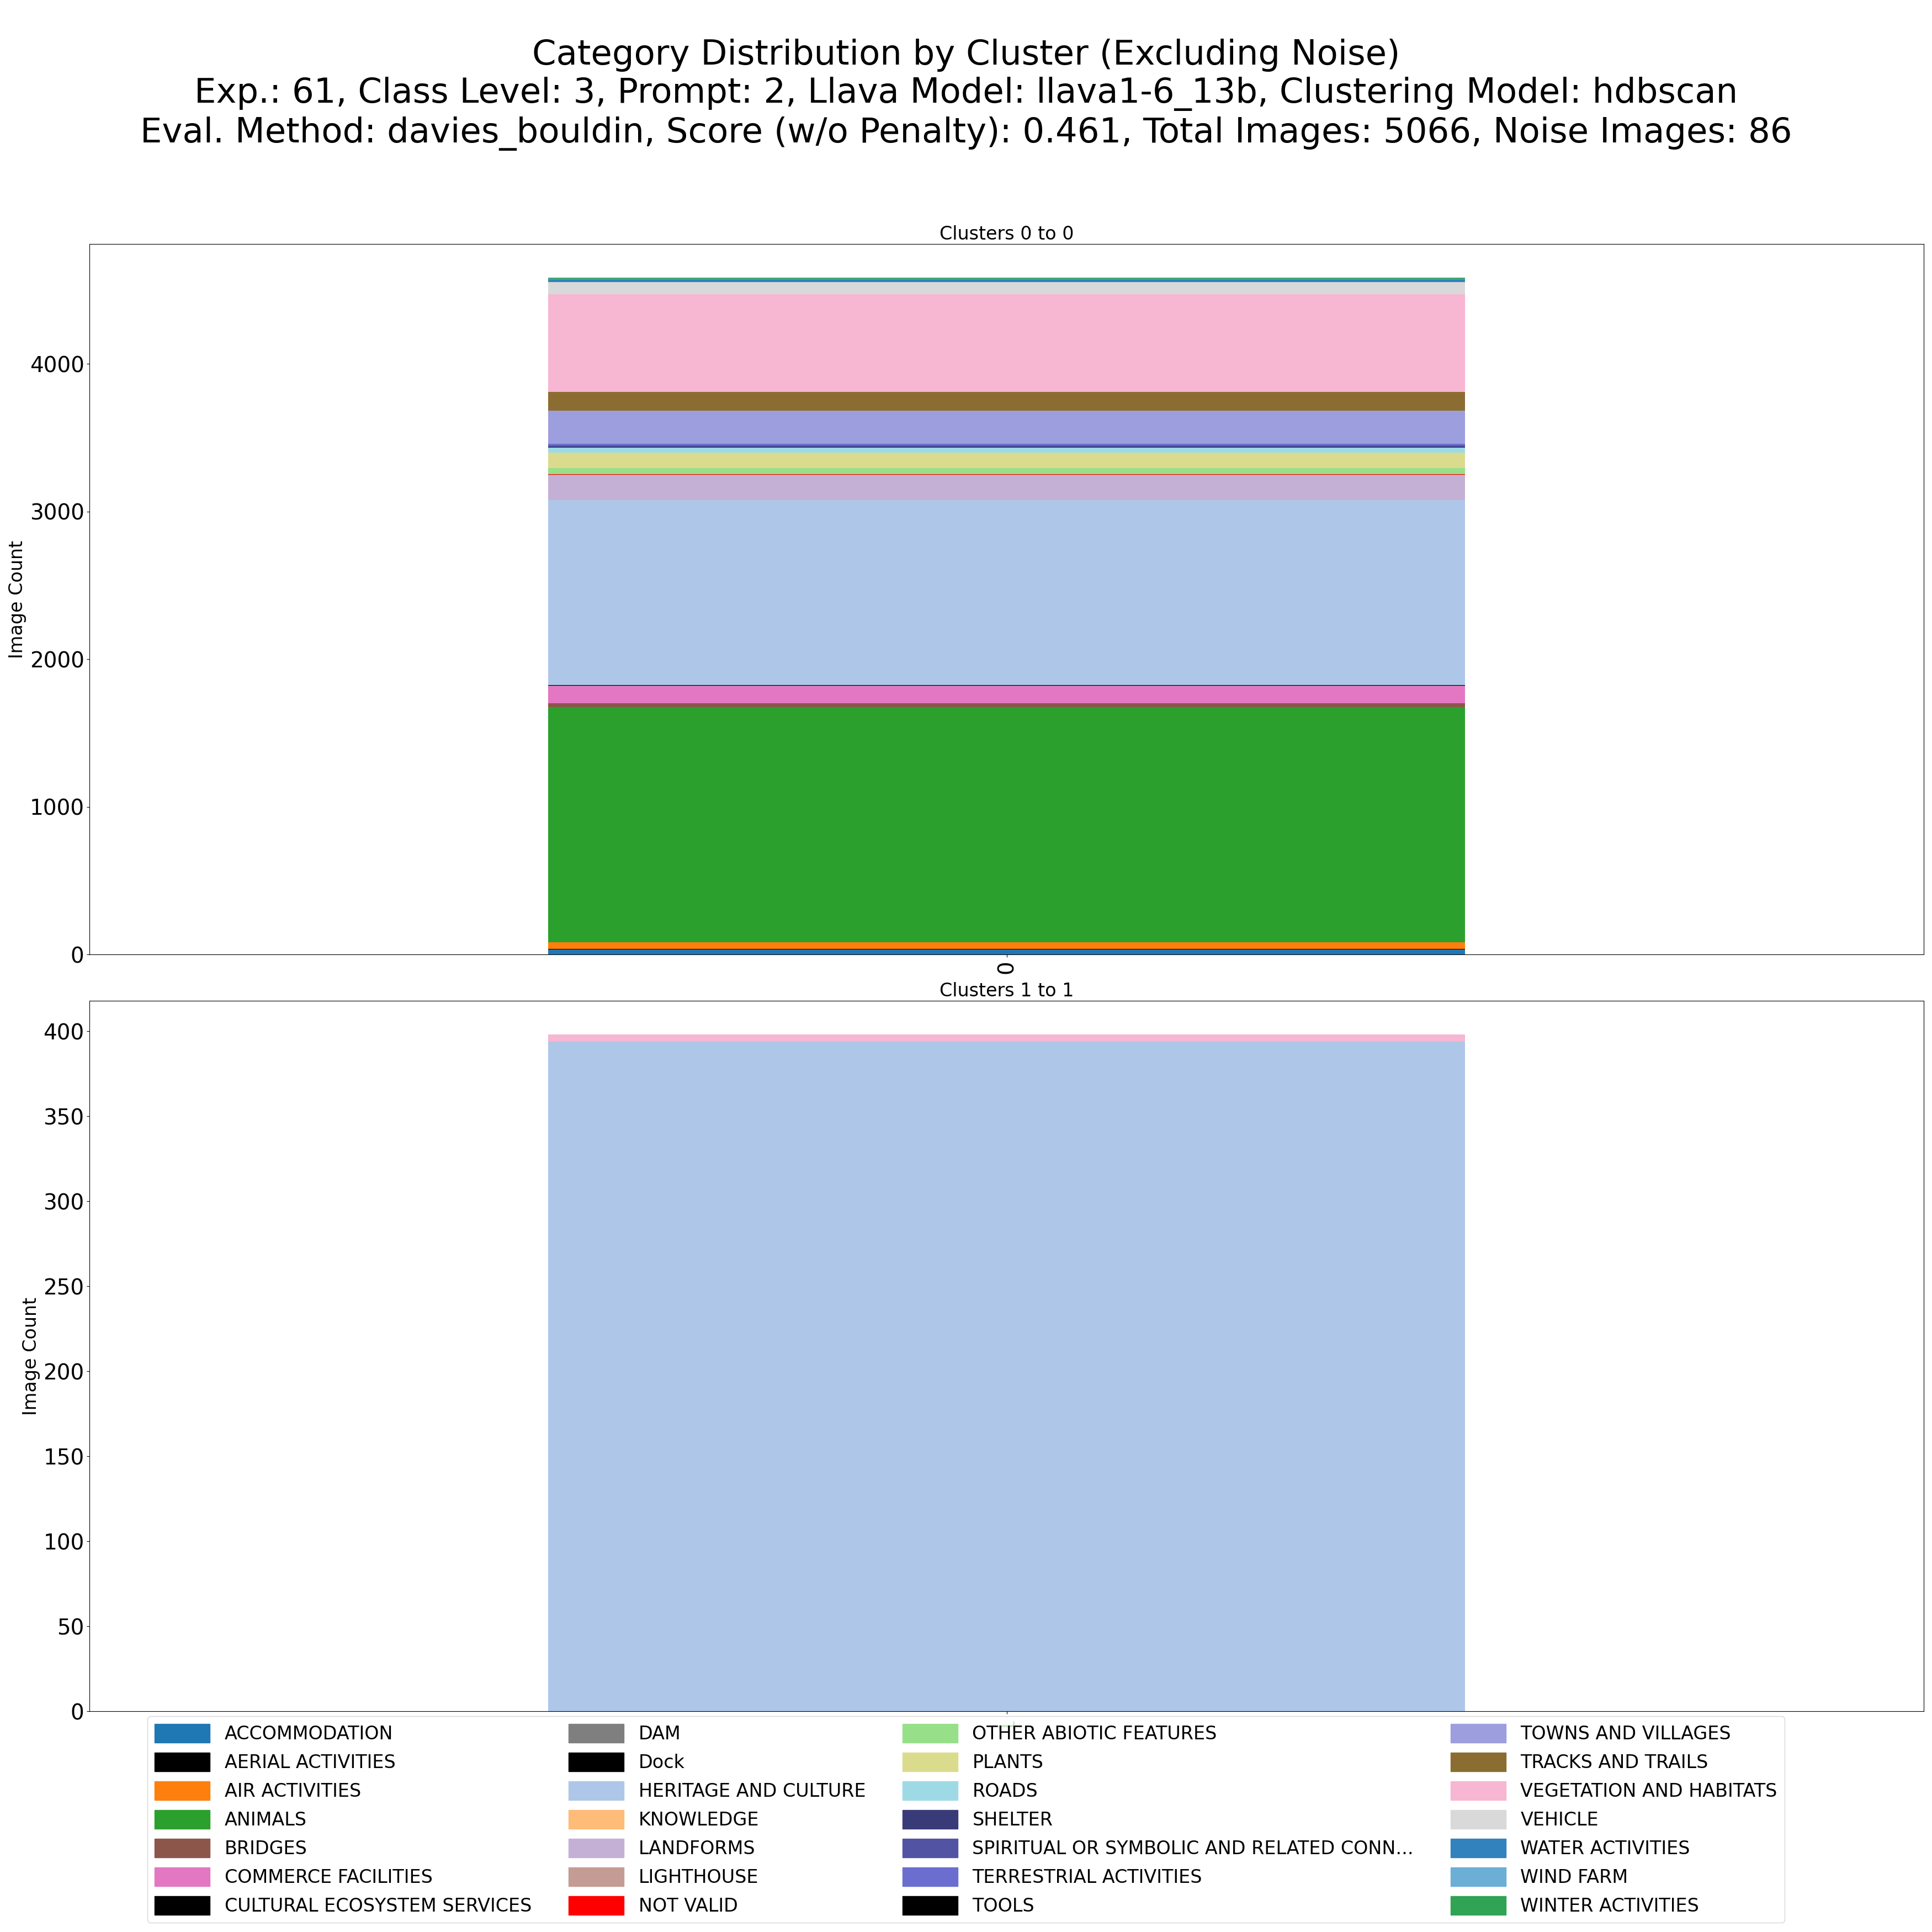 Category Distribution by Cluster (Excluding Noise)
Exp.: 61, Class Level: 3, Prompt: 2, Llava Model: llava1-6_13b, Clustering Model: hdbscan
Eval. Method: davies_bouldin, Score (w/o Penalty): 0.461, Total Images: 5066, Noise Images: 86
Clusters 0 to 0
Image Count
4000
3000
2000
1000
0
0
Clusters 1 to 1
Image Count
400
350
300
250
200
150
100
50
0
ACCOMMODATION
AERIAL ACTIVITIES
AIR ACTIVITIES
ANIMALS
BRIDGES
COMMERCE FACILITIES
CULTURAL ECOSYSTEM SERVICES
DAM
Dock
HERITAGE AND CULTURE
KNOWLEDGE
LANDFORMS
LIGHTHOUSE
NOT VALID
OTHER ABIOTIC FEATURES
PLANTS
ROADS
SHELTER
SPIRITUAL OR SYMBOLIC AND RELATED CONN...
TERRESTRIAL ACTIVITIES
TOOLS
TOWNS AND VILLAGES
TRACKS AND TRAILS
VEGETATION AND HABITATS
VEHICLE
WATER ACTIVITIES
WIND FARM
WINTER ACTIVITIES